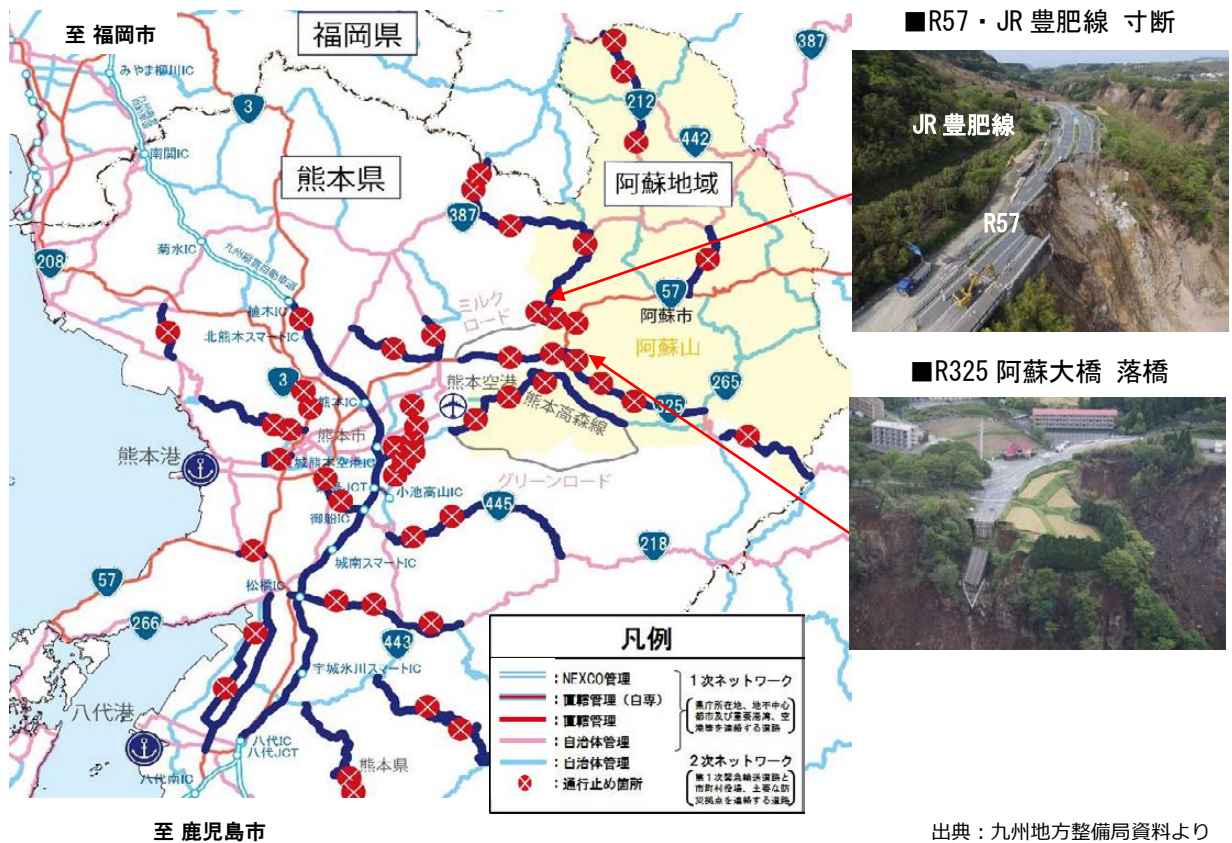 至 福岡市
福岡県
387
みやま柳川IC
3
212
442
南関IC
熊本県
阿蘇地域
387
菊水IC
九州縦貫自動車道
208
57
ミルク
ロード
阿蘇市
植木IC
北熊本スマートIC
阿蘇山
3
熊本空港
265
325
熊本IC
熊本高森線
熊本市
熊本港
城熊本空港IC
グリーンロード
JCT
小池高山IC
445
御船IC
218
城南スマートIC
57
松橋IC
266
443
宇城氷川スマートIC
八代港
八代IC
八代JCT
熊本県
八代南IC
至 鹿児島市
凡例
:NEXCO管理
:直轄管理(自専)
:直轄管理
:自治体管理
:自治体管理
:通行止め箇所
1次ネットワーク
県庁所在地、地方中心
都市及び重要港湾、空
港等を連絡する道路
2次ネットワーク
第1次緊急輸送道路と
市町村役場、主要な防
災拠点を連絡する道路
■R57・JR豊肥線 寸断
JR豊肥線
R57
■R325 阿蘇大橋 落橋
出典:九州地方整備局資料より